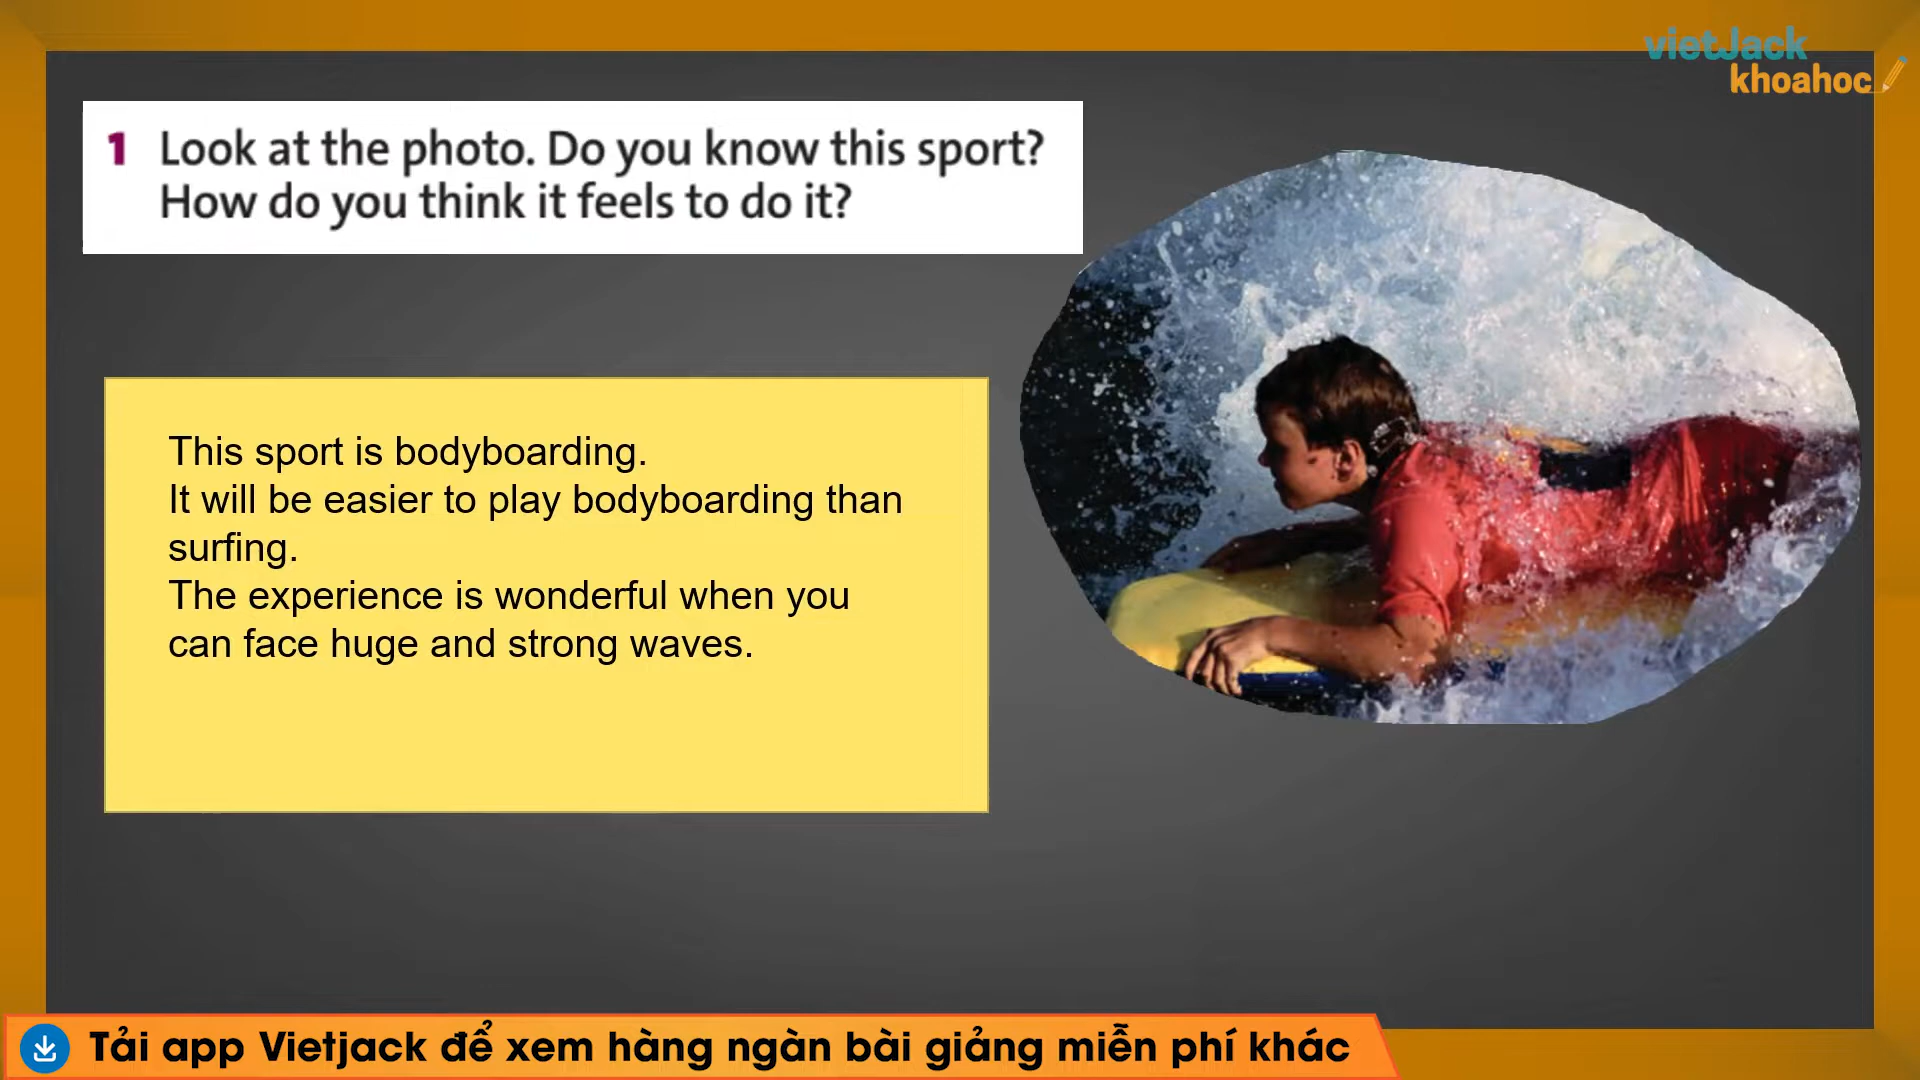 vietJack
khoahoc
1 Look at the photo. Do you know this sport?
How do you think it feels to do it?
This sport is bodyboarding.
It will be easier to play bodyboarding than
surfing.
The experience is wonderful when you
can face huge and strong waves.
Tải app Vietjack để xem hàng ngàn bài giảng miễn phí khác